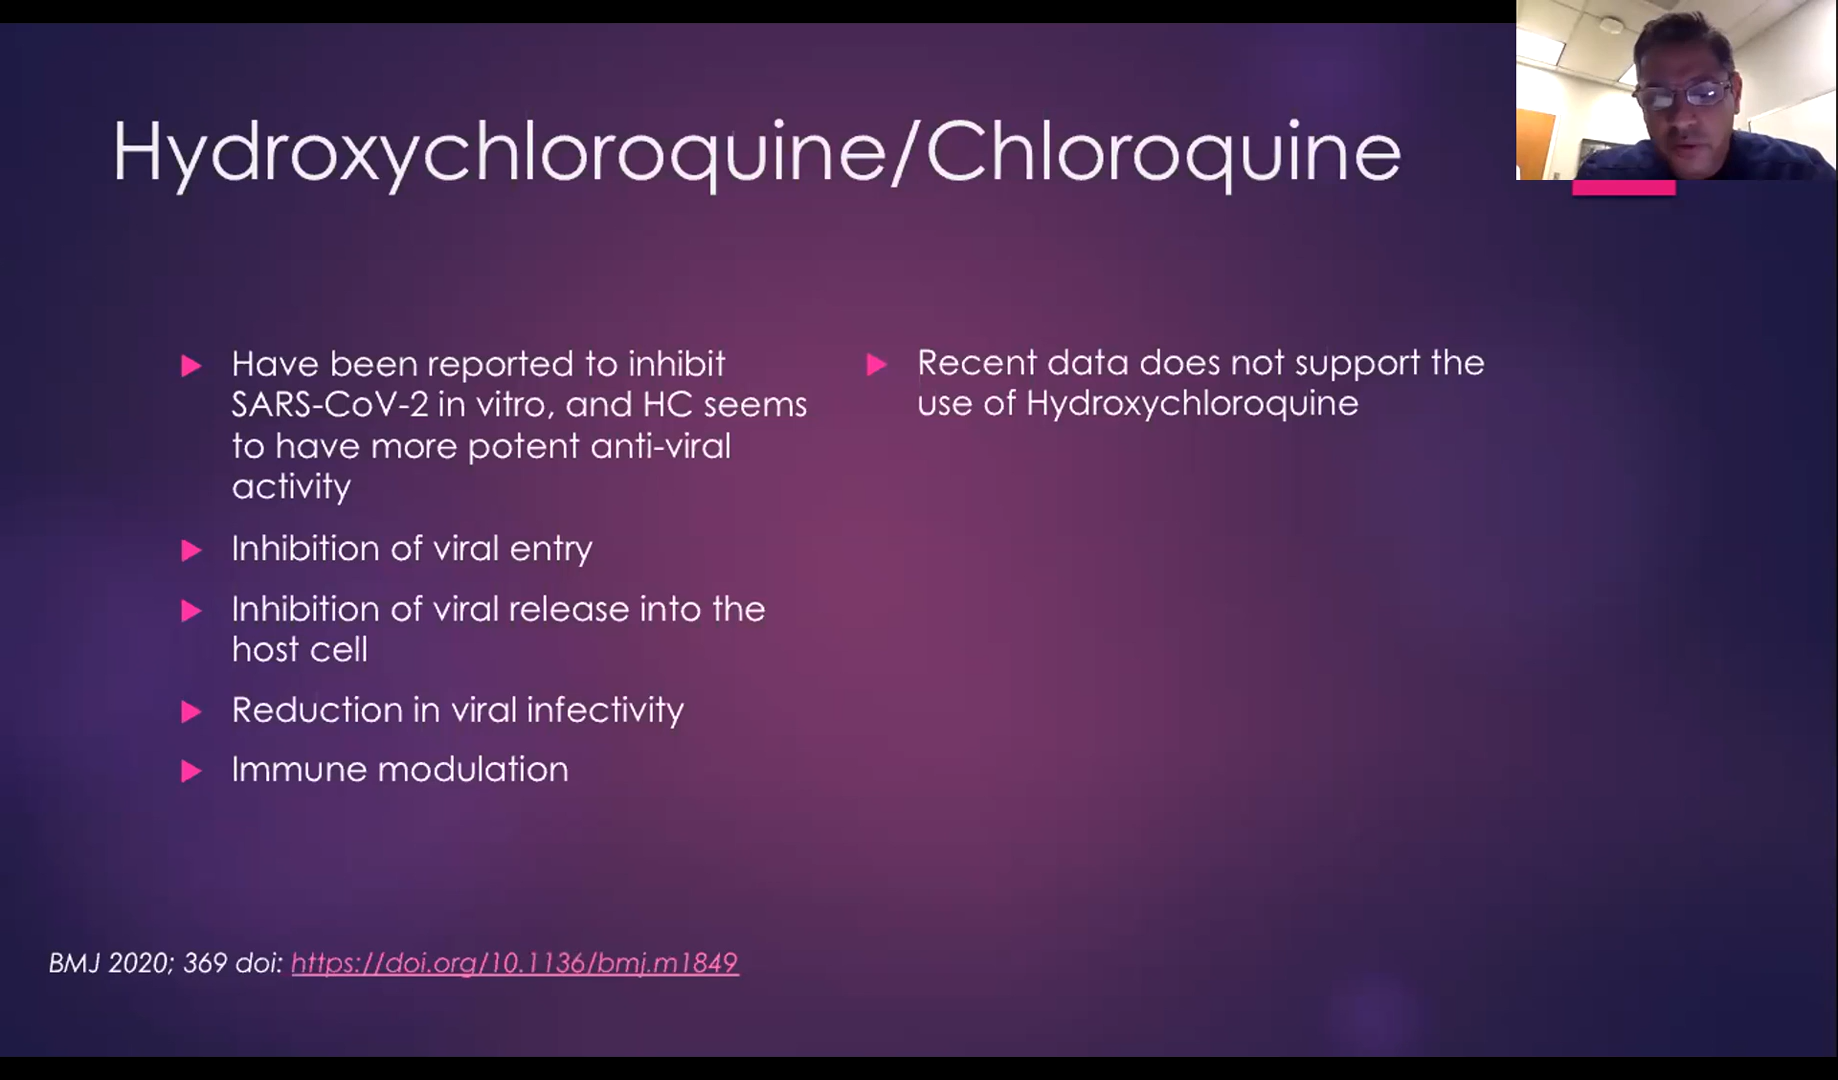 Hydroxychloroquine/Chloroquine
Have been reported to inhibit
SARS-CoV-2 in vitro, and HC seems
to have more potent anti-viral
activity
Inhibition of viral entry
Inhibition of viral release into the
host cell
Reduction in viral infectivity
Immune modulation
Recent data does not support the
use of Hydroxychloroquine
BMJ 2020; 369 doi: https://doi.org/10.1136/bmj.m1849